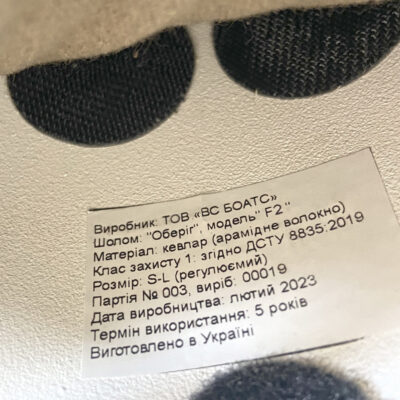 Виробник: ТОВ «ВС БОАТС»
Шолом: "Оберіг", модель" F2 "
Матеріал: кевлар (арамідне волокно)
Клас захисту 1: згідно ДСТУ 8835:2019
Розмір: S-L (регулюємий)
Партія № 003, виріб: 00019
Дата виробництва: лютий 2023
Термін використання: 5 років
Виготовлено в Україні